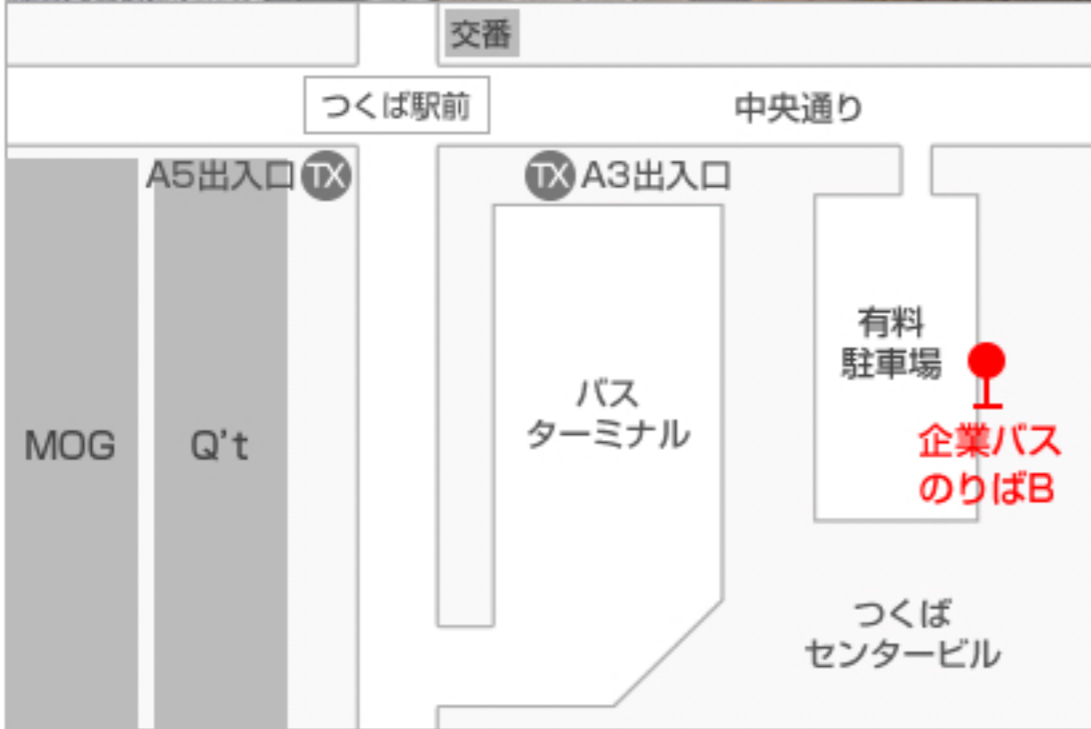 交番
つくば駅前
中央通り
A5出入口 TX
TX A3出入口
有料
駐車場
バス
ターミナル
MOG
Q't
企業バス
のりばB
つくば
センタービル